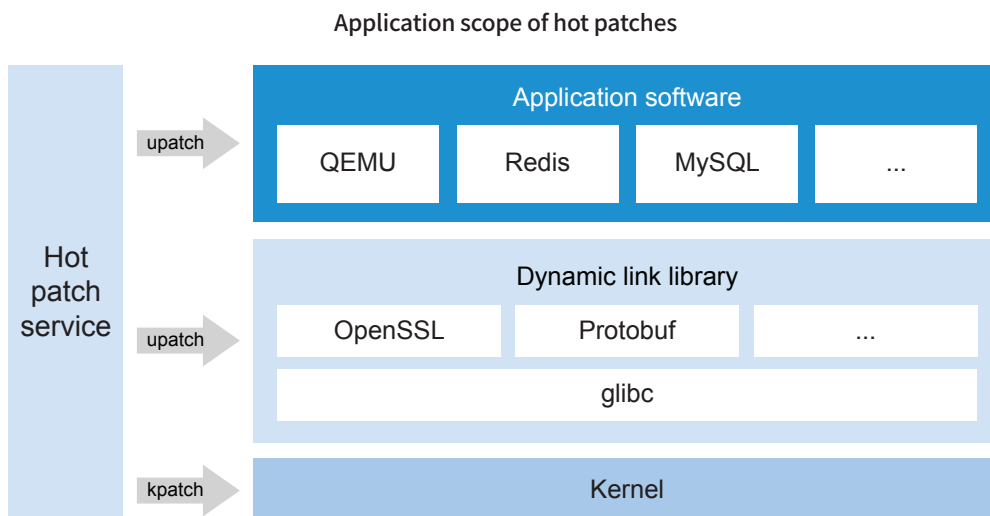 Application scope of hot patches
Hot
patch
service
upatch
Application software
QEMU
Redis
MySQL
...
upatch
Dynamic link library
OpenSSL
Protobuf
...
glibc
kpatch
Kernel